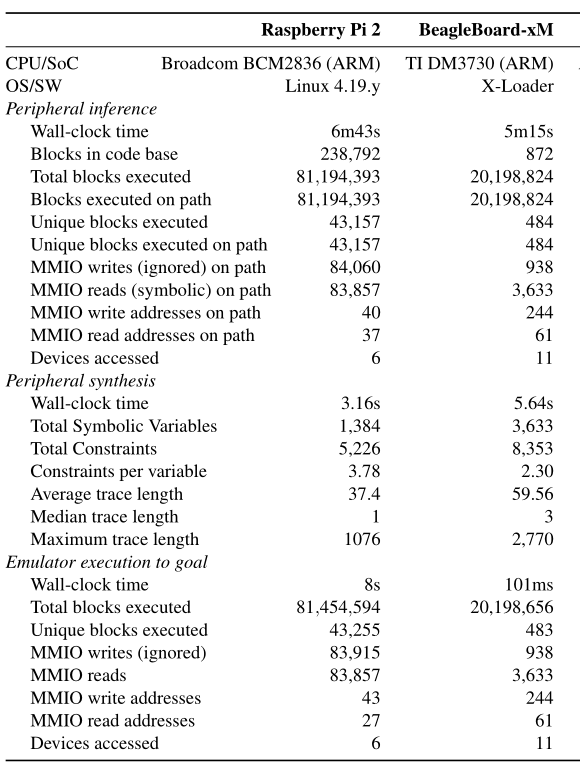 Raspberry Pi 2 BeagleBoard-xM
CPU/SoC Broadcom BCM2836 (ARM) TI DM3730 (ARM)
OS/SW Linux 4.19.y X-Loader
Peripheral inference
Wall-clock time 6m43s 5m15s
Blocks in code base 238,792 872
Total blocks executed 81,194,393 20,198,824
Blocks executed on path 81,194,393 20,198,824
Unique blocks executed 43,157 484
Unique blocks executed on path 43,157 484
MMIO writes (ignored) on path 84,060 938
MMIO reads (symbolic) on path 83,857 3,633
MMIO write addresses on path 40 244
MMIO read addresses on path 37 61
Devices accessed 6 11
Peripheral synthesis
Wall-clock time 3.16s 5.64s
Total Symbolic Variables 1,384 3,633
Total Constraints 5,226 8,353
Constraints per variable 3.78 2.30
Average trace length 37.4 59.56
Median trace length 1 3
Maximum trace length 1076 2,770
Emulator execution to goal
Wall-clock time 8s 101ms
Total blocks executed 81,454,594 20,198,656
Unique blocks executed 43,255 483
MMIO writes (ignored) 83,915 938
MMIO reads 83,857 3,633
MMIO write addresses 43 244
MMIO read addresses 27 61
Devices accessed 6 11